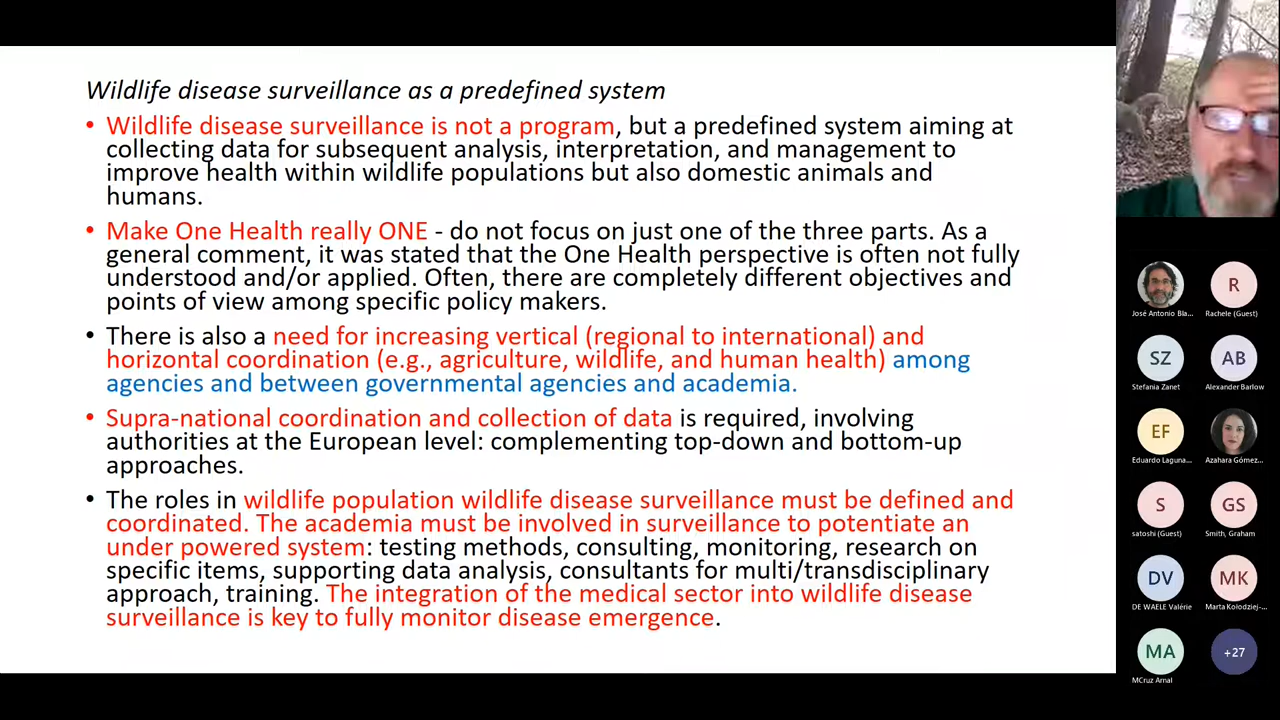 Wildlife disease surveillance as a predefined system
• Wildlife disease surveillance is not a program, but a predefined system aiming at
collecting data for subsequent analysis, interpretation, and management to
improve health within wildlife populations but also domestic animals and
humans.
• Make One Health really ONE - do not focus on just one of the three parts. As a
general comment, it was stated that the One Health perspective is often not fully
understood and/or applied. Often, there are completely different objectives and
points of view among specific policy makers.
• There is also a need for increasing vertical (regional to international) and
horizontal coordination (e.g., agriculture, wildlife, and human health) among
agencies and between governmental agencies and academia.
• Supra-national coordination and collection of data is required, involving
authorities at the European level: complementing top-down and bottom-up
approaches.
• The roles in wildlife population wildlife disease surveillance must be defined and
coordinated. The academia must be involved in surveillance to potentiate an
under powered system: testing methods, consulting, monitoring, research on
specific items, supporting data analysis, consultants for multi/transdisciplinary
approach, training. The integration of the medical sector into wildlife disease
surveillance is key to fully monitor disease emergence.
R
José Antonio Bla...
Rachele (Guest)
SZ
AB
Stefania Zanet
Alexander Barlow
EF
Eduardo Laguna...
Azahara Gómez...
S
GS
satoshi (Guest)
Smith, Graham
DV
MK
DE WAELE Valérie
Marta Kołodziej-...
MA
+27
MCruz Arnal